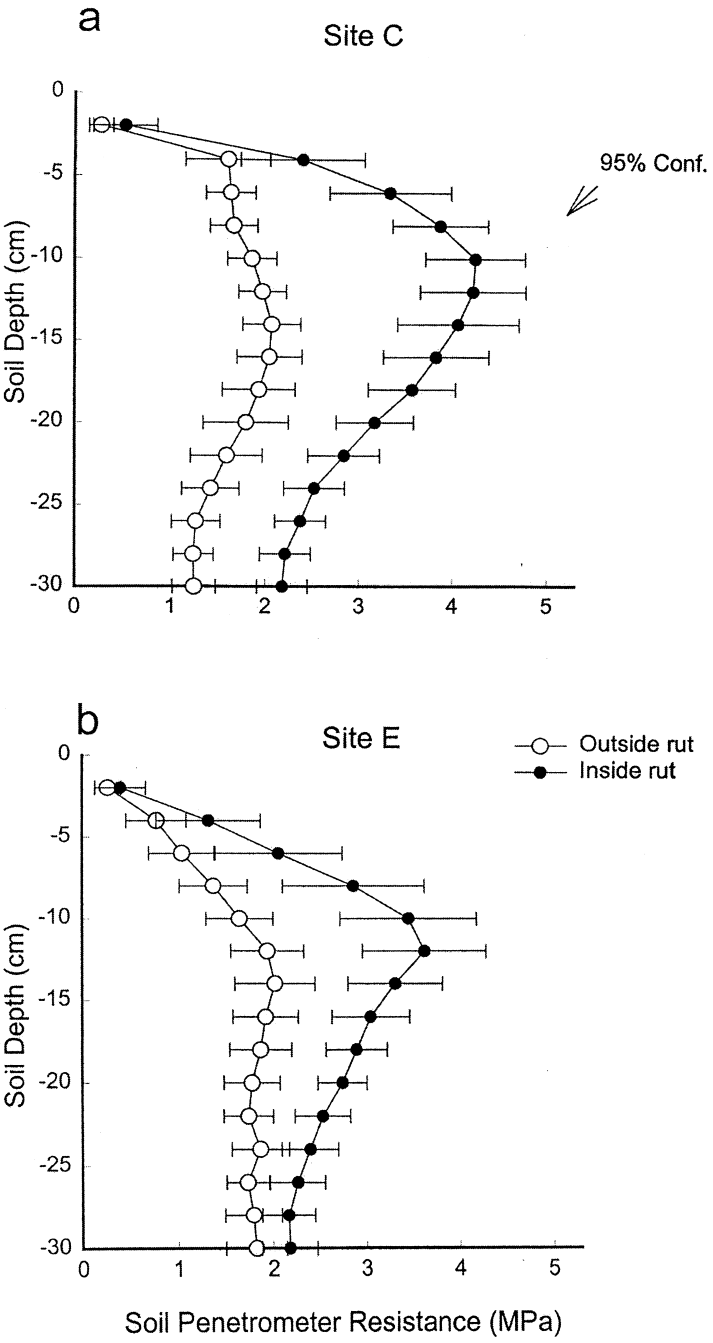 a
Site C
0
-5
-10
-15
-20
-25
-30
Soil Depth (cm)
95% Conf.
0 1 2 3 4 5
b
Site E
Outside rut
Inside rut
0
-5
-10
-15
-20
-25
-30
Soil Depth (cm)
0 1 2 3 4 5
Soil Penetrometer Resistance (MPa)